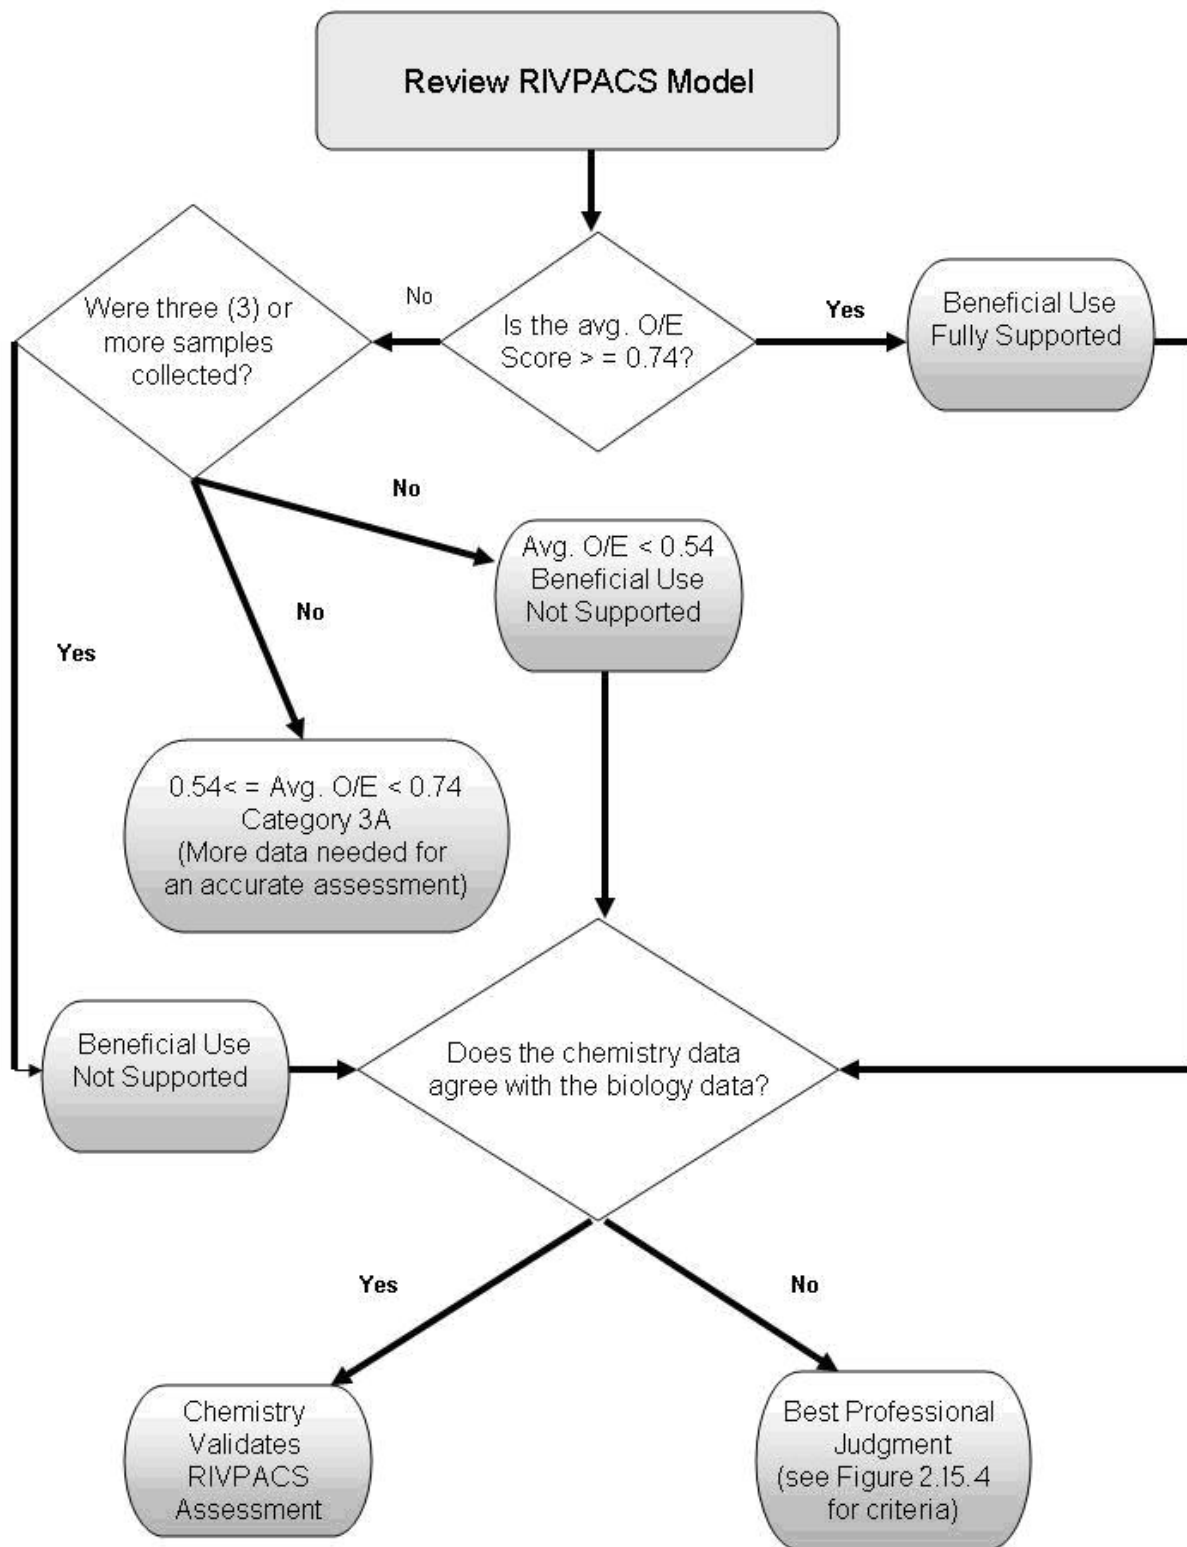 Review RIVPACS Model
Were three (3) or
more samples
collected?
No
Is the avg. O/E
Score > = 0.74?
Yes
Beneficial Use
Fully Supported
No
Avg. O/E < 0.54
Beneficial Use
Not Supported
No
Yes
0.54< = Avg. O/E < 0.74
Category 3A
(More data needed for
an accurate assessment)
Beneficial Use
Not Supported
Does the chemistry data
agree with the biology data?
Yes
No
Chemistry
Validates
RIVPACS
Assessment
Best Professional
Judgment
(see Figure 2.15.4
for criteria)